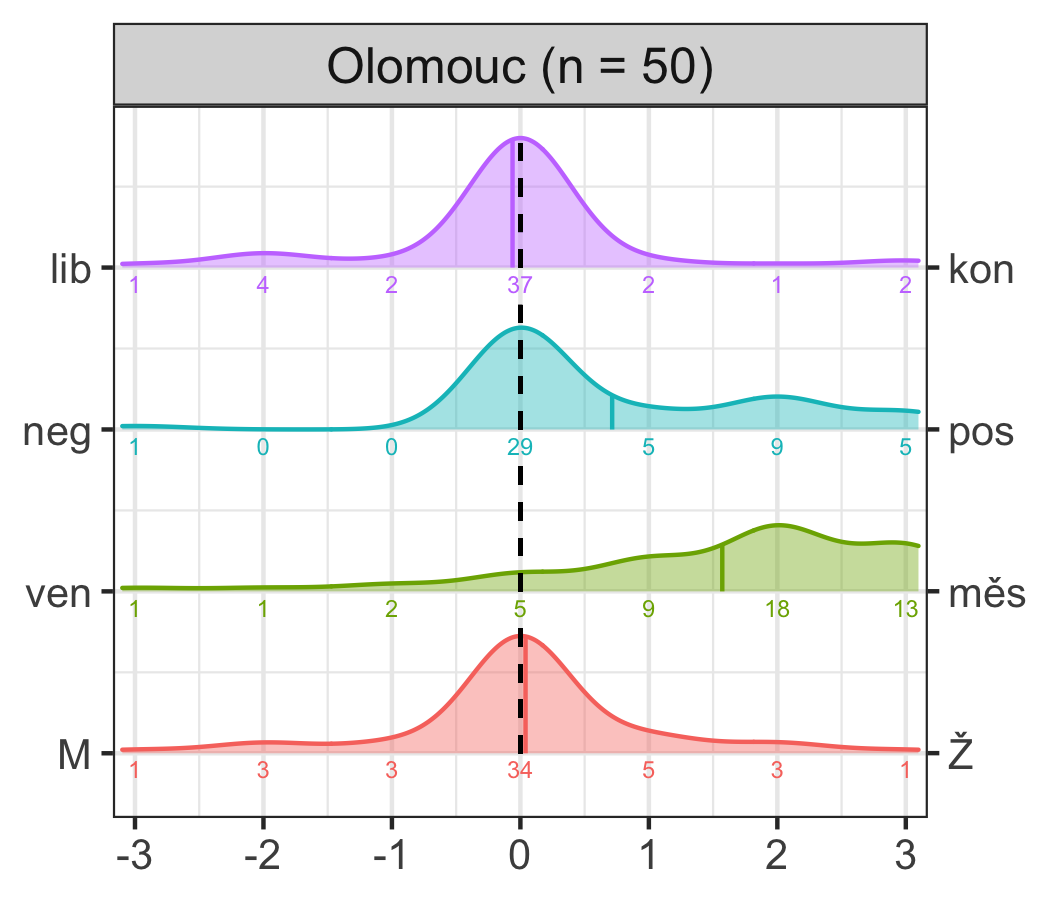 Olomouc (n = 50)
lib kon
1 4 2 37 2 1 2
neg pos
1 0 0 29 5 9 5
ven měs
1 1 2 5 9 18 13
M Ž
1 3 3 34 5 3 1
-3 -2 -1 0 1 2 3